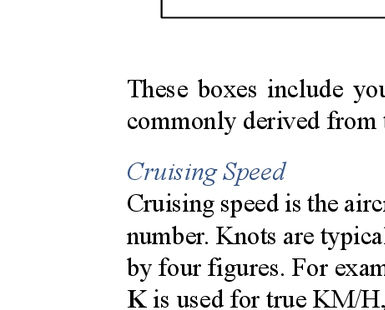 These boxes include you
commonly derived from
Cruising Speed
Cruising speed is the airc
number. Knots are typical
by four figures. For exam
K is used for true KM/H,